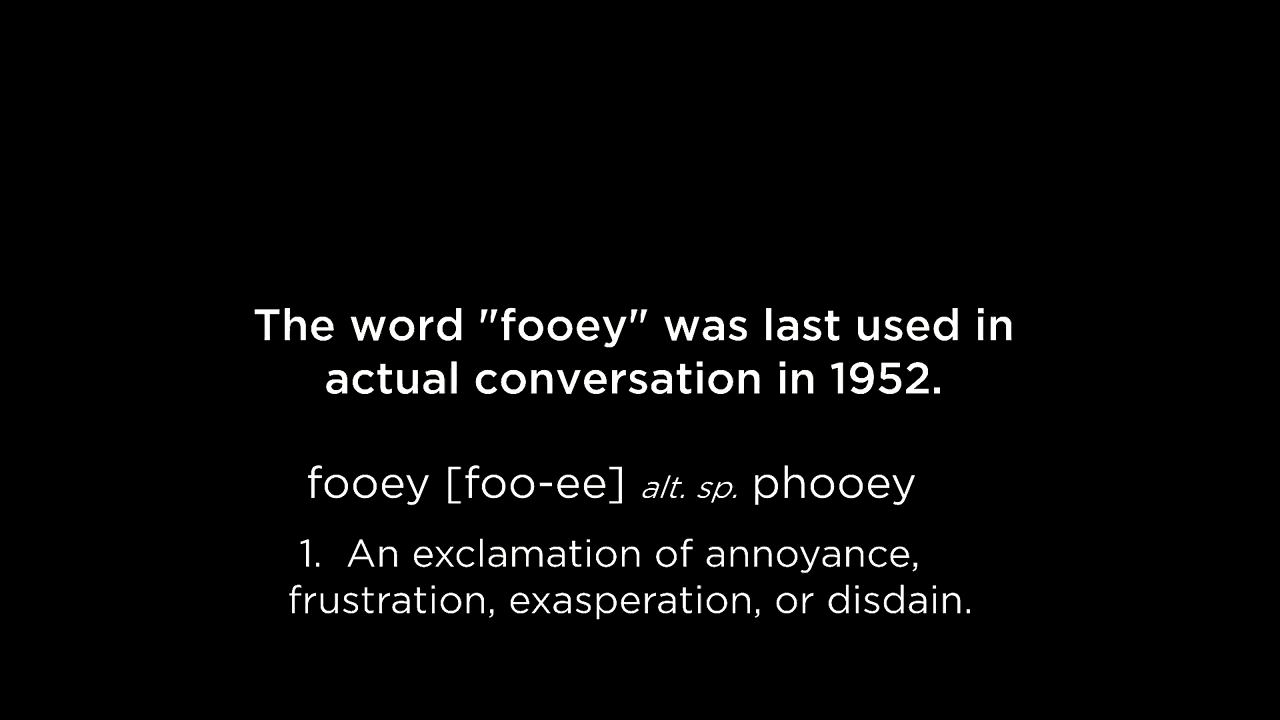 The word "fooey" was last used in
actual conversation in 1952.
fooey [foo-ee] alt. sp. phooey
1. An exclamation of annoyance,
frustration, exasperation, or disdain.